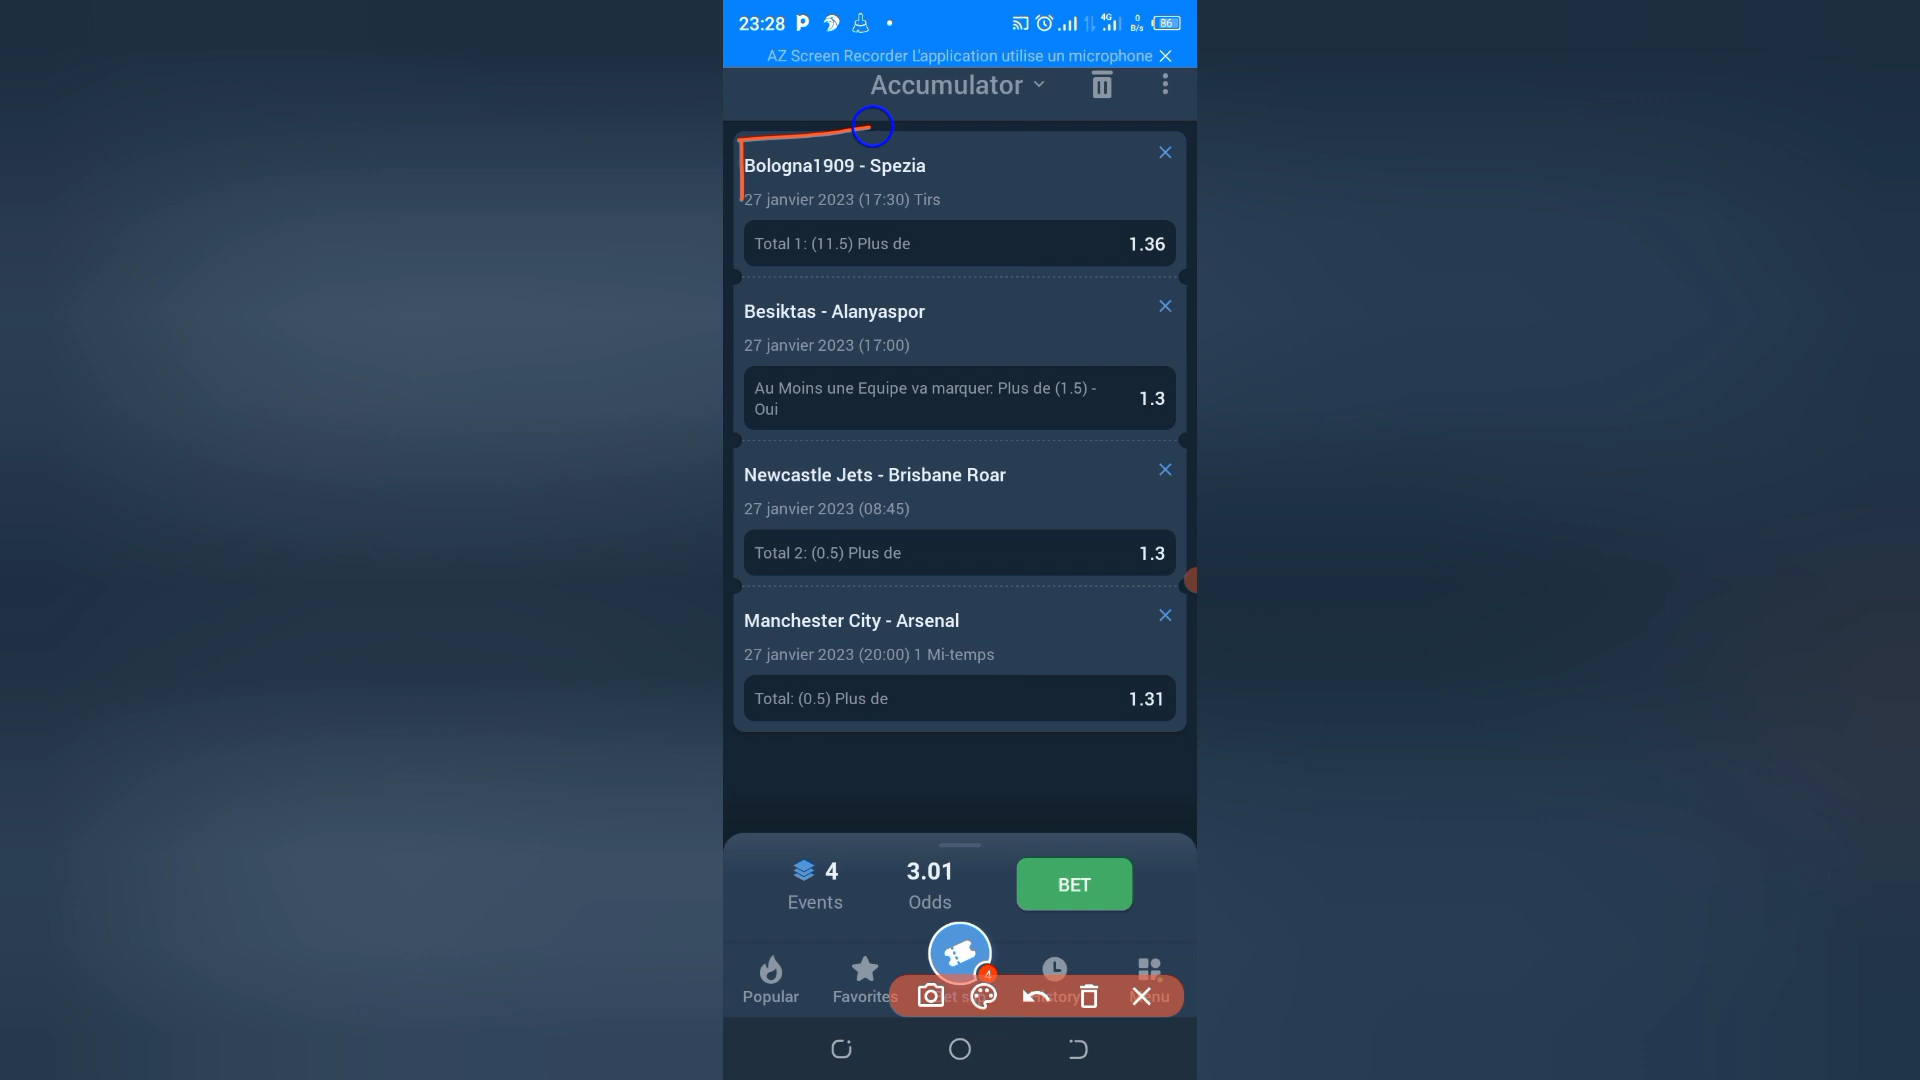 23:28
4G
0
B/s
86
AZ Screen Recorder L'application utilise un microphone
Accumulator
Bologna1909 - Spezia
27 janvier 2023 (17:30) Tirs
Total 1: (11.5) Plus de
1.36
Besiktas - Alanyaspor
27 janvier 2023 (17:00)
Au Moins une Equipe va marquer: Plus de (1.5) -
Oui
1.3
Newcastle Jets - Brisbane Roar
27 janvier 2023 (08:45)
Total 2: (0.5) Plus de
1.3
Manchester City - Arsenal
27 janvier 2023 (20:00) 1 Mi-temps
Total: (0.5) Plus de
1.31
4
Events
3.01
Odds
BET
4
Popular
Favorites